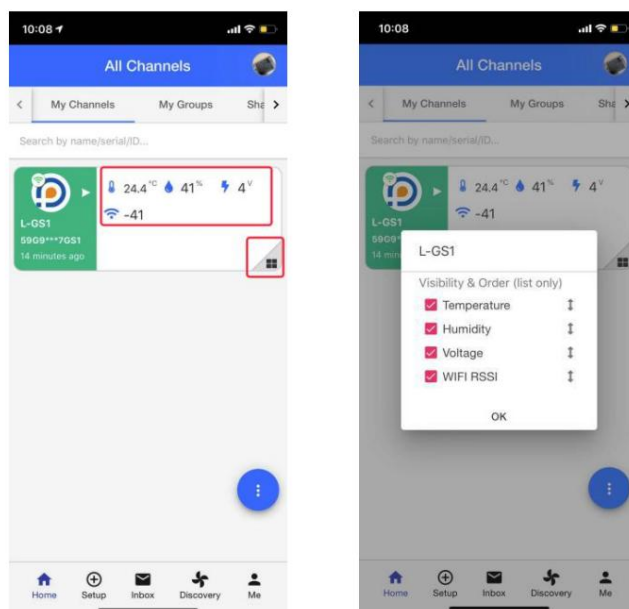 10:08
All Channels
My Channels
My Groups
Sha
Search by name/serial/ID...
24.4 °C
41 %
4 V
-41
L-GS1
59G9***7GS1
14 minutes ago
Home
Setup
Inbox
Discovery
Me
10:08
All Channels
My Channels
My Groups
Sha
Search by name/serial/ID...
24.4 °C
41 %
4 V
-41
L-GS1
59G9*
14 min
L-GS1
Visibility & Order (list only)
Temperature
Humidity
Voltage
WIFI RSSI
OK
Home
Setup
Inbox
Discovery
Me